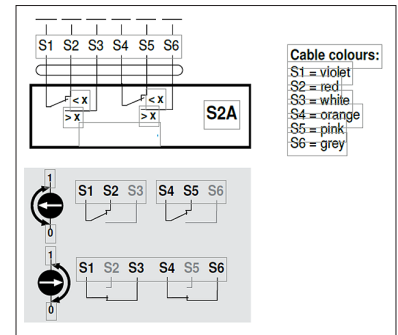 S1 S2 S3 S4 S5 S6
< x < x
> x > x
S2A
Cable colours:
S1 = violet
S2 = red
S3 = white
S4 = orange
S5 = pink
S6 = grey
1
S1 S2 S3 S4 S5 S6
0
1
S1 S2 S3 S4 S5 S6
0